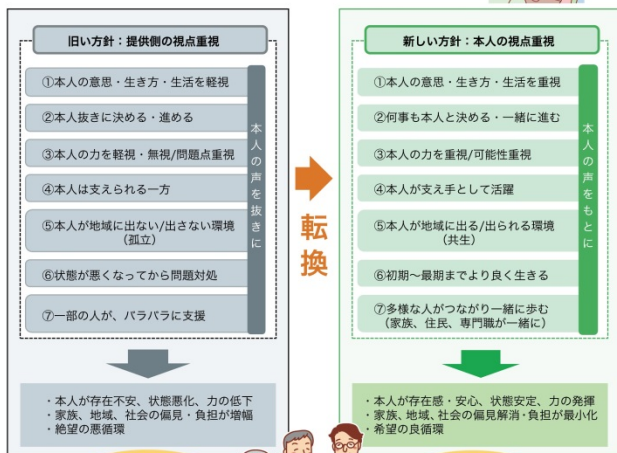 旧い方針：提供側の視点重視
①本人の意思・生き方・生活を軽視
②本人抜きに決める・進める
③本人の力を軽視・無視/問題点重視
④本人は支えられる一方
⑤本人が地域に出ない/出さない環境
（孤立）
⑥状態が悪くなってから問題対処
⑦一部の人が、バラバラに支援
本人の声を抜きに
・本人が存在不安、状態悪化、力の低下
・家族、地域、社会の偏見・負担が増幅
・絶望の悪循環
転換
新しい方針：本人の視点重視
①本人の意思・生き方・生活を重視
②何事も本人と決める・一緒に進む
③本人の力を重視/可能性重視
④本人が支え手として活躍
⑤本人が地域に出る/出られる環境
（共生）
⑥初期～最期までより良く生きる
⑦多様な人がつながり一緒に歩む
（家族、住民、専門職が一緒に）
本人の声をもとに
・本人が存在感・安心、状態安定、力の発揮
・家族、地域、社会の偏見解消・負担が最小化
・希望の良循環